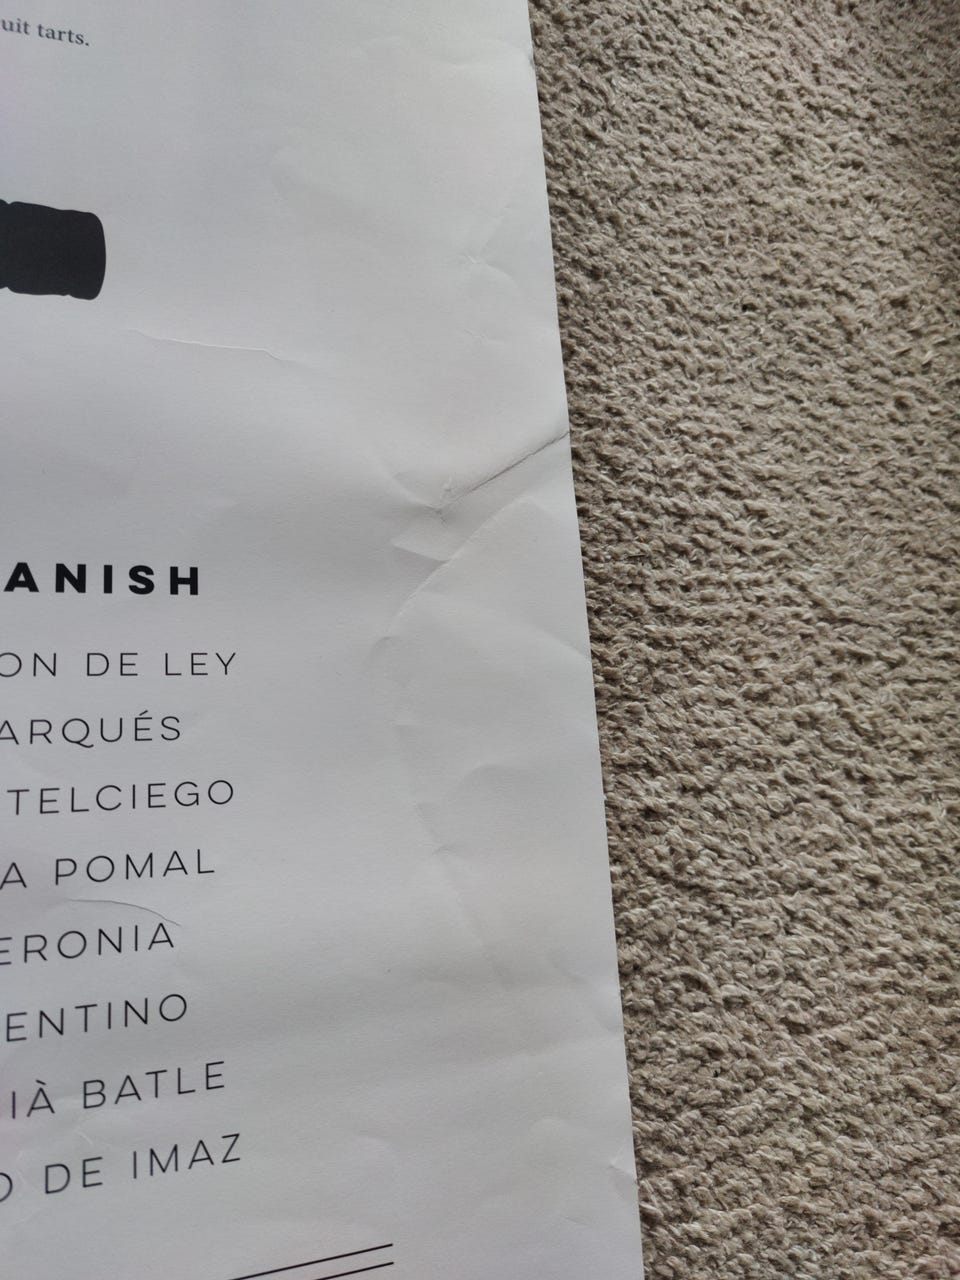 uit tarts.
ANISH
ON DE LEY
ARQUÉS
TELCIEGO
A POMAL
ERONIA
ENTINO
IÀ BATLE
O DE IMAZ